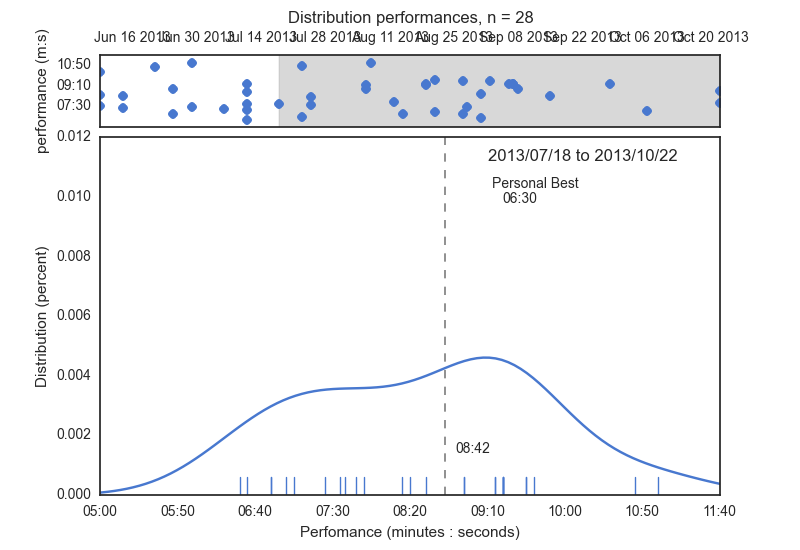 Distribution performances, n = 28
Jun 16 2013 Jun 30 2013 Jul 14 2013 Jul 28 2013 Aug 11 2013 Aug 25 2013 Sep 08 2013 Sep 22 2013 Oct 06 2013 Oct 20 2013
performance (m:s)
10:50
09:10
07:30
0.012
0.010
0.008
0.006
0.004
0.002
0.000
Distribution (percent)
2013/07/18 to 2013/10/22
Personal Best
06:30
08:42
05:00 05:50 06:40 07:30 08:20 09:10 10:00 10:50 11:40
Perfomance (minutes : seconds)